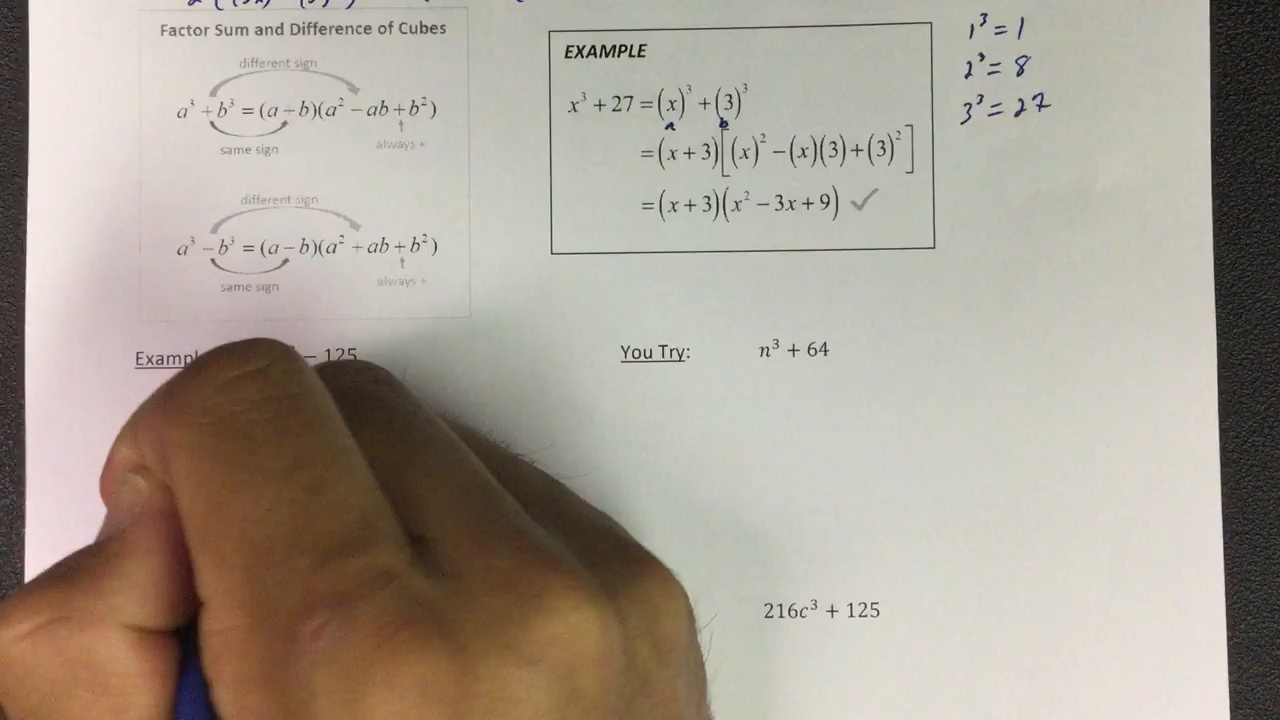 Factor Sum and Difference of Cubes
different sign
a³ + b³ = (a + b)(a² − ab + b²)
same sign
always +
different sign
a³ − b³ = (a − b)(a² + ab + b²)
same sign
always +
EXAMPLE
x³ + 27 = (x)³ + (3)³
a b
= (x + 3)[(x)² − (x)(3) + (3)²]
= (x + 3)(x² − 3x + 9) ✓
1³ = 1
2³ = 8
3³ = 27
− 125
You Try: n³ + 64
216c³ + 125